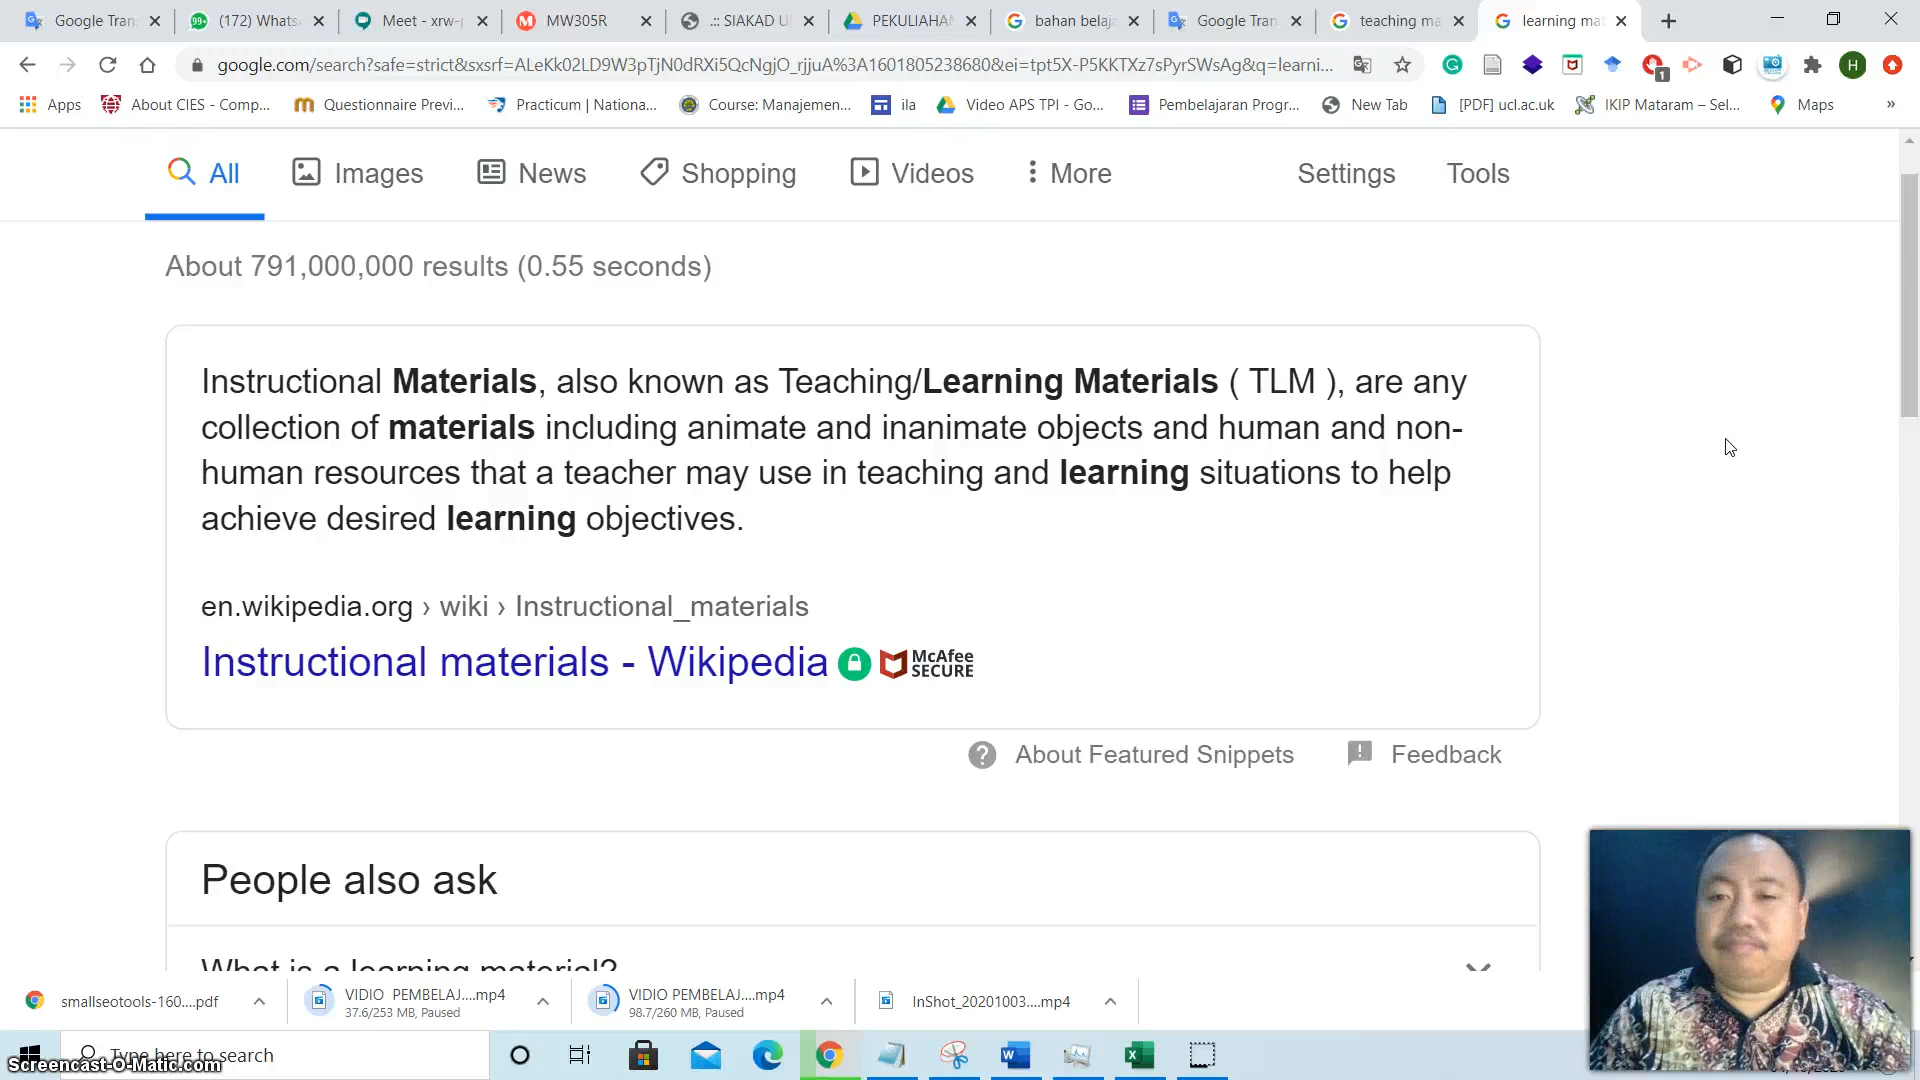 Google Tran
(172) Whats
Meet - xrw-
MW305R
.:: SIAKAD U
PEKULIAHAN
bahan belaj
Google Tran
teaching ma
learning mat
google.com/search?safe=strict&sxsrf=ALeKk02LD9W3pTjN0dRXi5QcNgjO_rjjuA%3A1601805238680&ei=tpt5X-P5KKTXz7sPyrSWsAg&q=learni...
1
H
Apps
About CIES - Comp...
Questionnaire Previ...
Practicum | Nationa...
Course: Manajemen...
ila
Video APS TPI - Go...
Pembelajaran Progr...
New Tab
[PDF] ucl.ac.uk
IKIP Mataram – Sel...
Maps
»
All
Images
News
Shopping
Videos
More
Settings
Tools
About 791,000,000 results (0.55 seconds)
Instructional Materials, also known as Teaching/Learning Materials ( TLM ), are any
collection of materials including animate and inanimate objects and human and non-
human resources that a teacher may use in teaching and learning situations to help
achieve desired learning objectives.
en.wikipedia.org › wiki › Instructional_materials
Instructional materials - Wikipedia
McAfee
SECURE
About Featured Snippets
Feedback
People also ask
What is a learning material?
smallseotools-160....pdf
VIDIO PEMBELAJ....mp4
37.6/253 MB, Paused
VIDIO PEMBELAJ....mp4
98.7/260 MB, Paused
InShot_20201003....mp4
Type here to search
Screencast-O-Matic.com